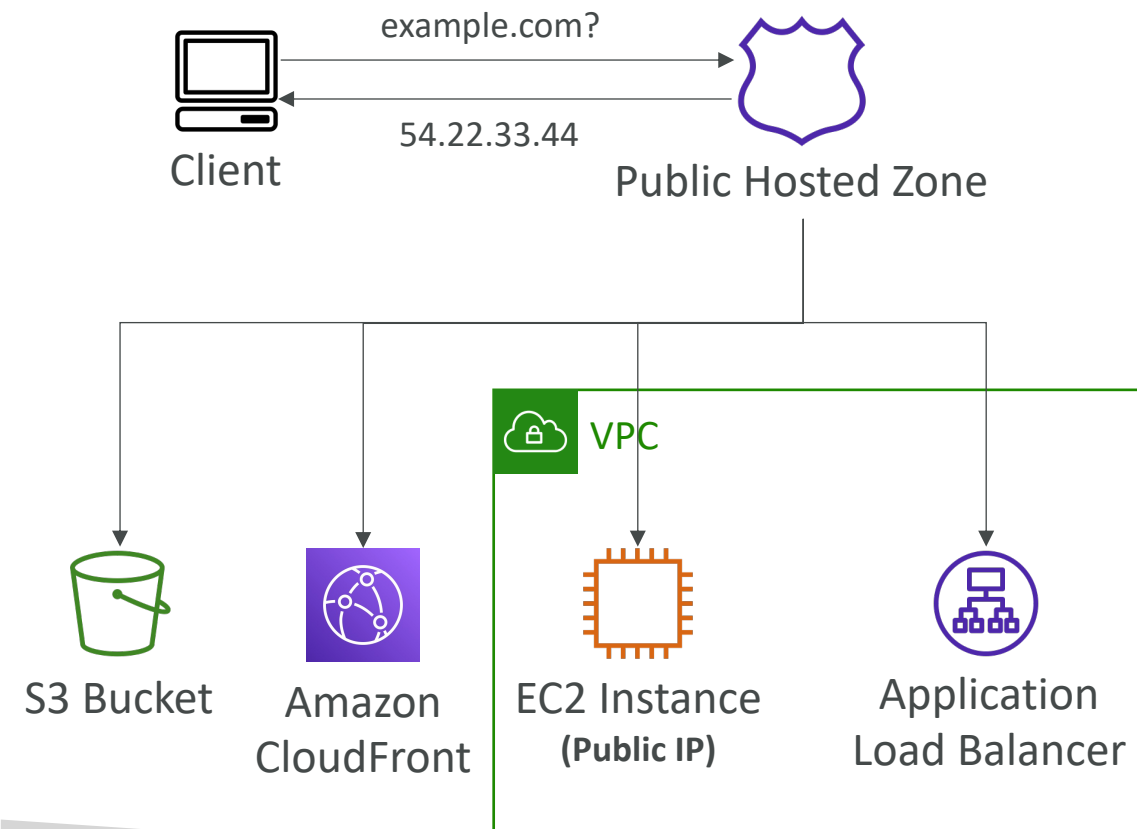 example.com?
54.22.33.44
Client
Public Hosted Zone
VPC
S3 Bucket
Amazon
CloudFront
EC2 Instance
(Public IP)
Application
Load Balancer